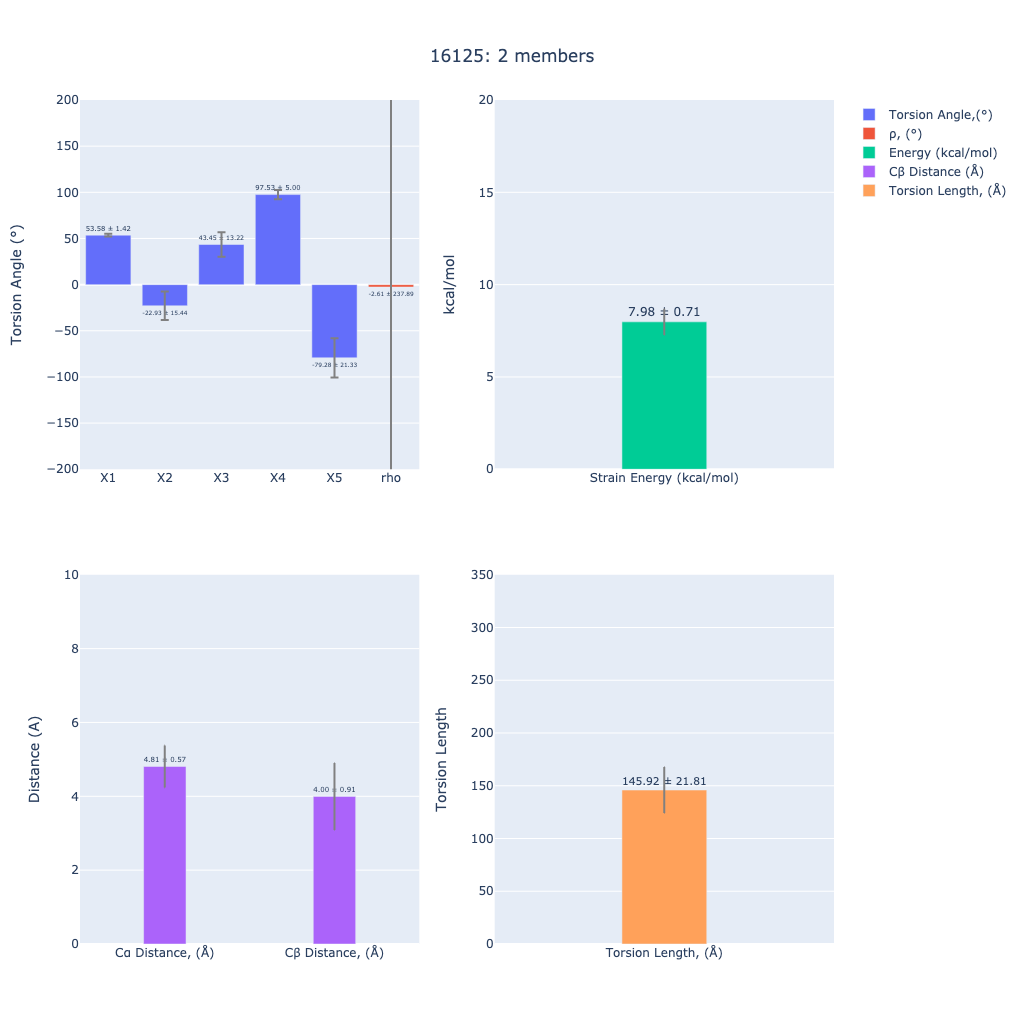 16125: 2 members
Torsion Angle (°)
200
150
100
50
0
−50
−100
−150
−200
53.58 ± 1.42
-22.93 ± 15.44
43.45 ± 13.22
97.53 ± 5.00
-79.28 ± 21.33
-2.61 ± 237.89
X1 X2 X3 X4 X5 rho
kcal/mol
20
15
10
5
0
7.98 ± 0.71
Strain Energy (kcal/mol)
Torsion Angle,(°)
ρ, (°)
Energy (kcal/mol)
Cβ Distance (Å)
Torsion Length, (Å)
Distance (A)
10
8
6
4
2
0
4.81 ± 0.57
4.00 ± 0.91
Cα Distance, (Å) Cβ Distance, (Å)
Torsion Length
350
300
250
200
150
100
50
0
145.92 ± 21.81
Torsion Length, (Å)